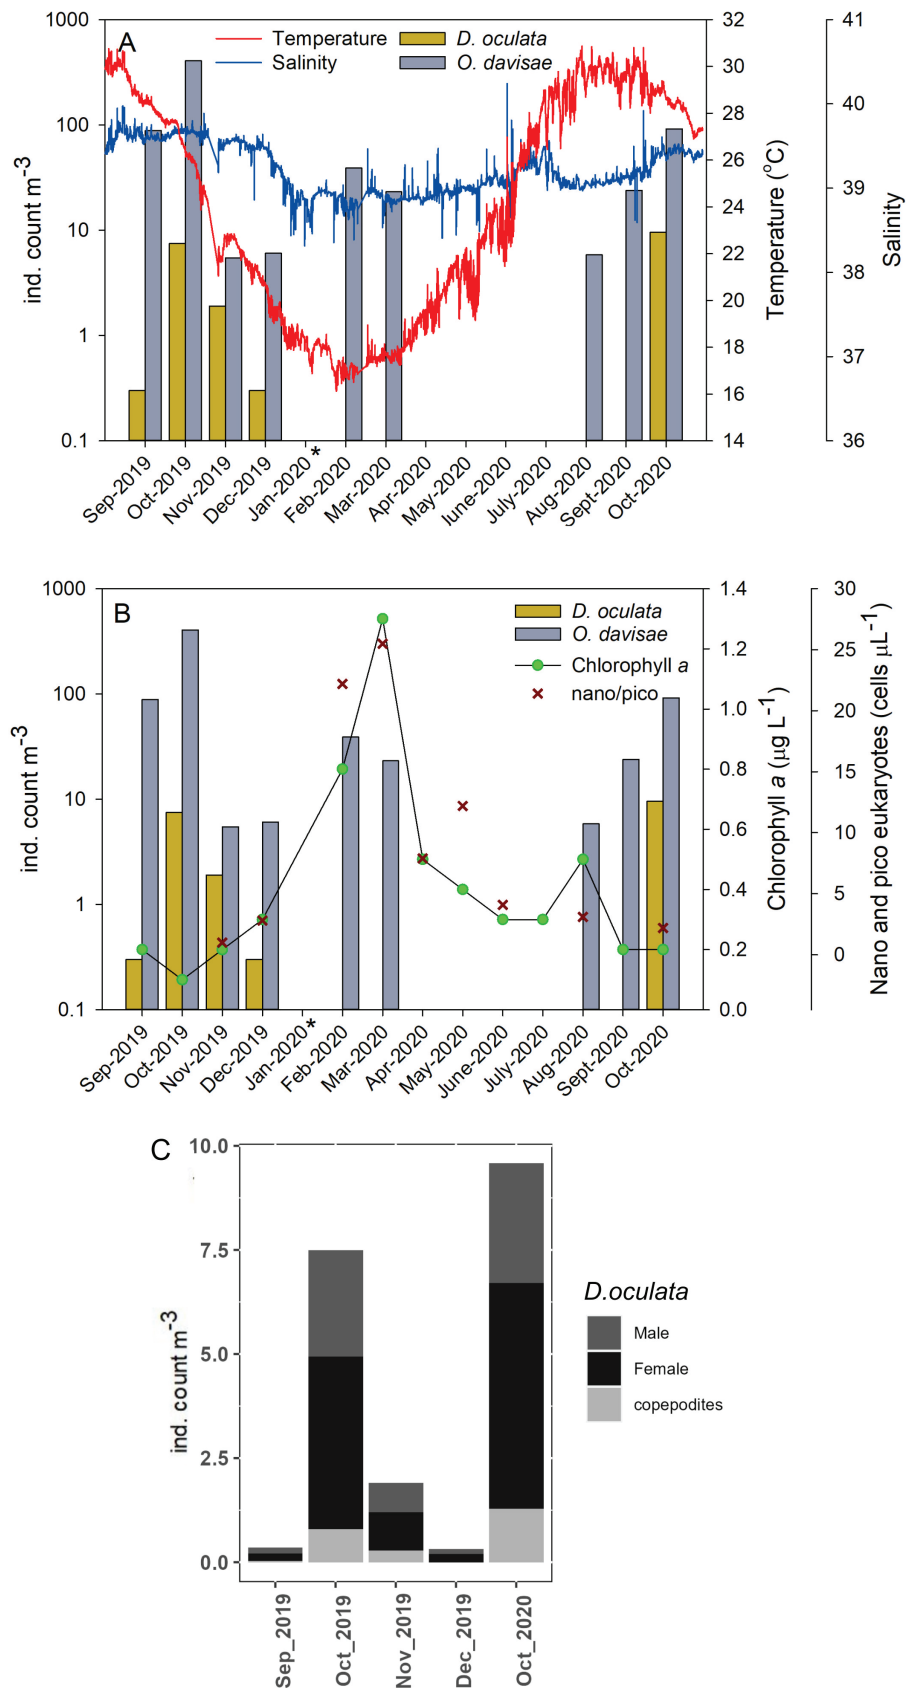 A
Temperature
Salinity
D. oculata
O. davisae
1000
100
10
1
0.1
ind. count m-3
32
30
28
26
24
22
20
18
16
14
Temperature (oC)
41
40
39
38
37
36
Salinity
Sep-2019
Oct-2019
Nov-2019
Dec-2019
Jan-2020*
Feb-2020
Mar-2020
Apr-2020
May-2020
June-2020
July-2020
Aug-2020
Sept-2020
Oct-2020
B
D. oculata
O. davisae
Chlorophyll a
nano/pico
1000
100
10
1
0.1
ind. count m-3
1.4
1.2
1.0
0.8
0.6
0.4
0.2
0.0
Chlorophyll a (µg L-1)
30
25
20
15
10
5
0
Nano and pico eukaryotes (cells µL-1)
Sep-2019
Oct-2019
Nov-2019
Dec-2019
Jan-2020*
Feb-2020
Mar-2020
Apr-2020
May-2020
June-2020
July-2020
Aug-2020
Sept-2020
Oct-2020
C
10.0
7.5
5.0
2.5
0.0
ind. count m-3
D.oculata
Male
Female
copepodites
Sep_2019
Oct_2019
Nov_2019
Dec_2019
Oct_2020